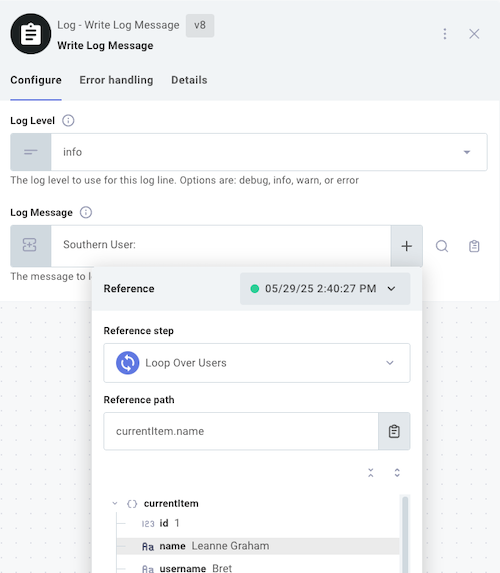 Log - Write Log Message v8
Write Log Message
Configure Error handling Details
Log Level
info
The log level to use for this log line. Options are: debug, info, warn, or error
Log Message
Southern User:
The message to l
Reference 05/29/25 2:40:27 PM
Reference step
Loop Over Users
Reference path
currentItem.name
{} currentItem
123 id 1
Aa name Leanne Graham
Aa username Bret